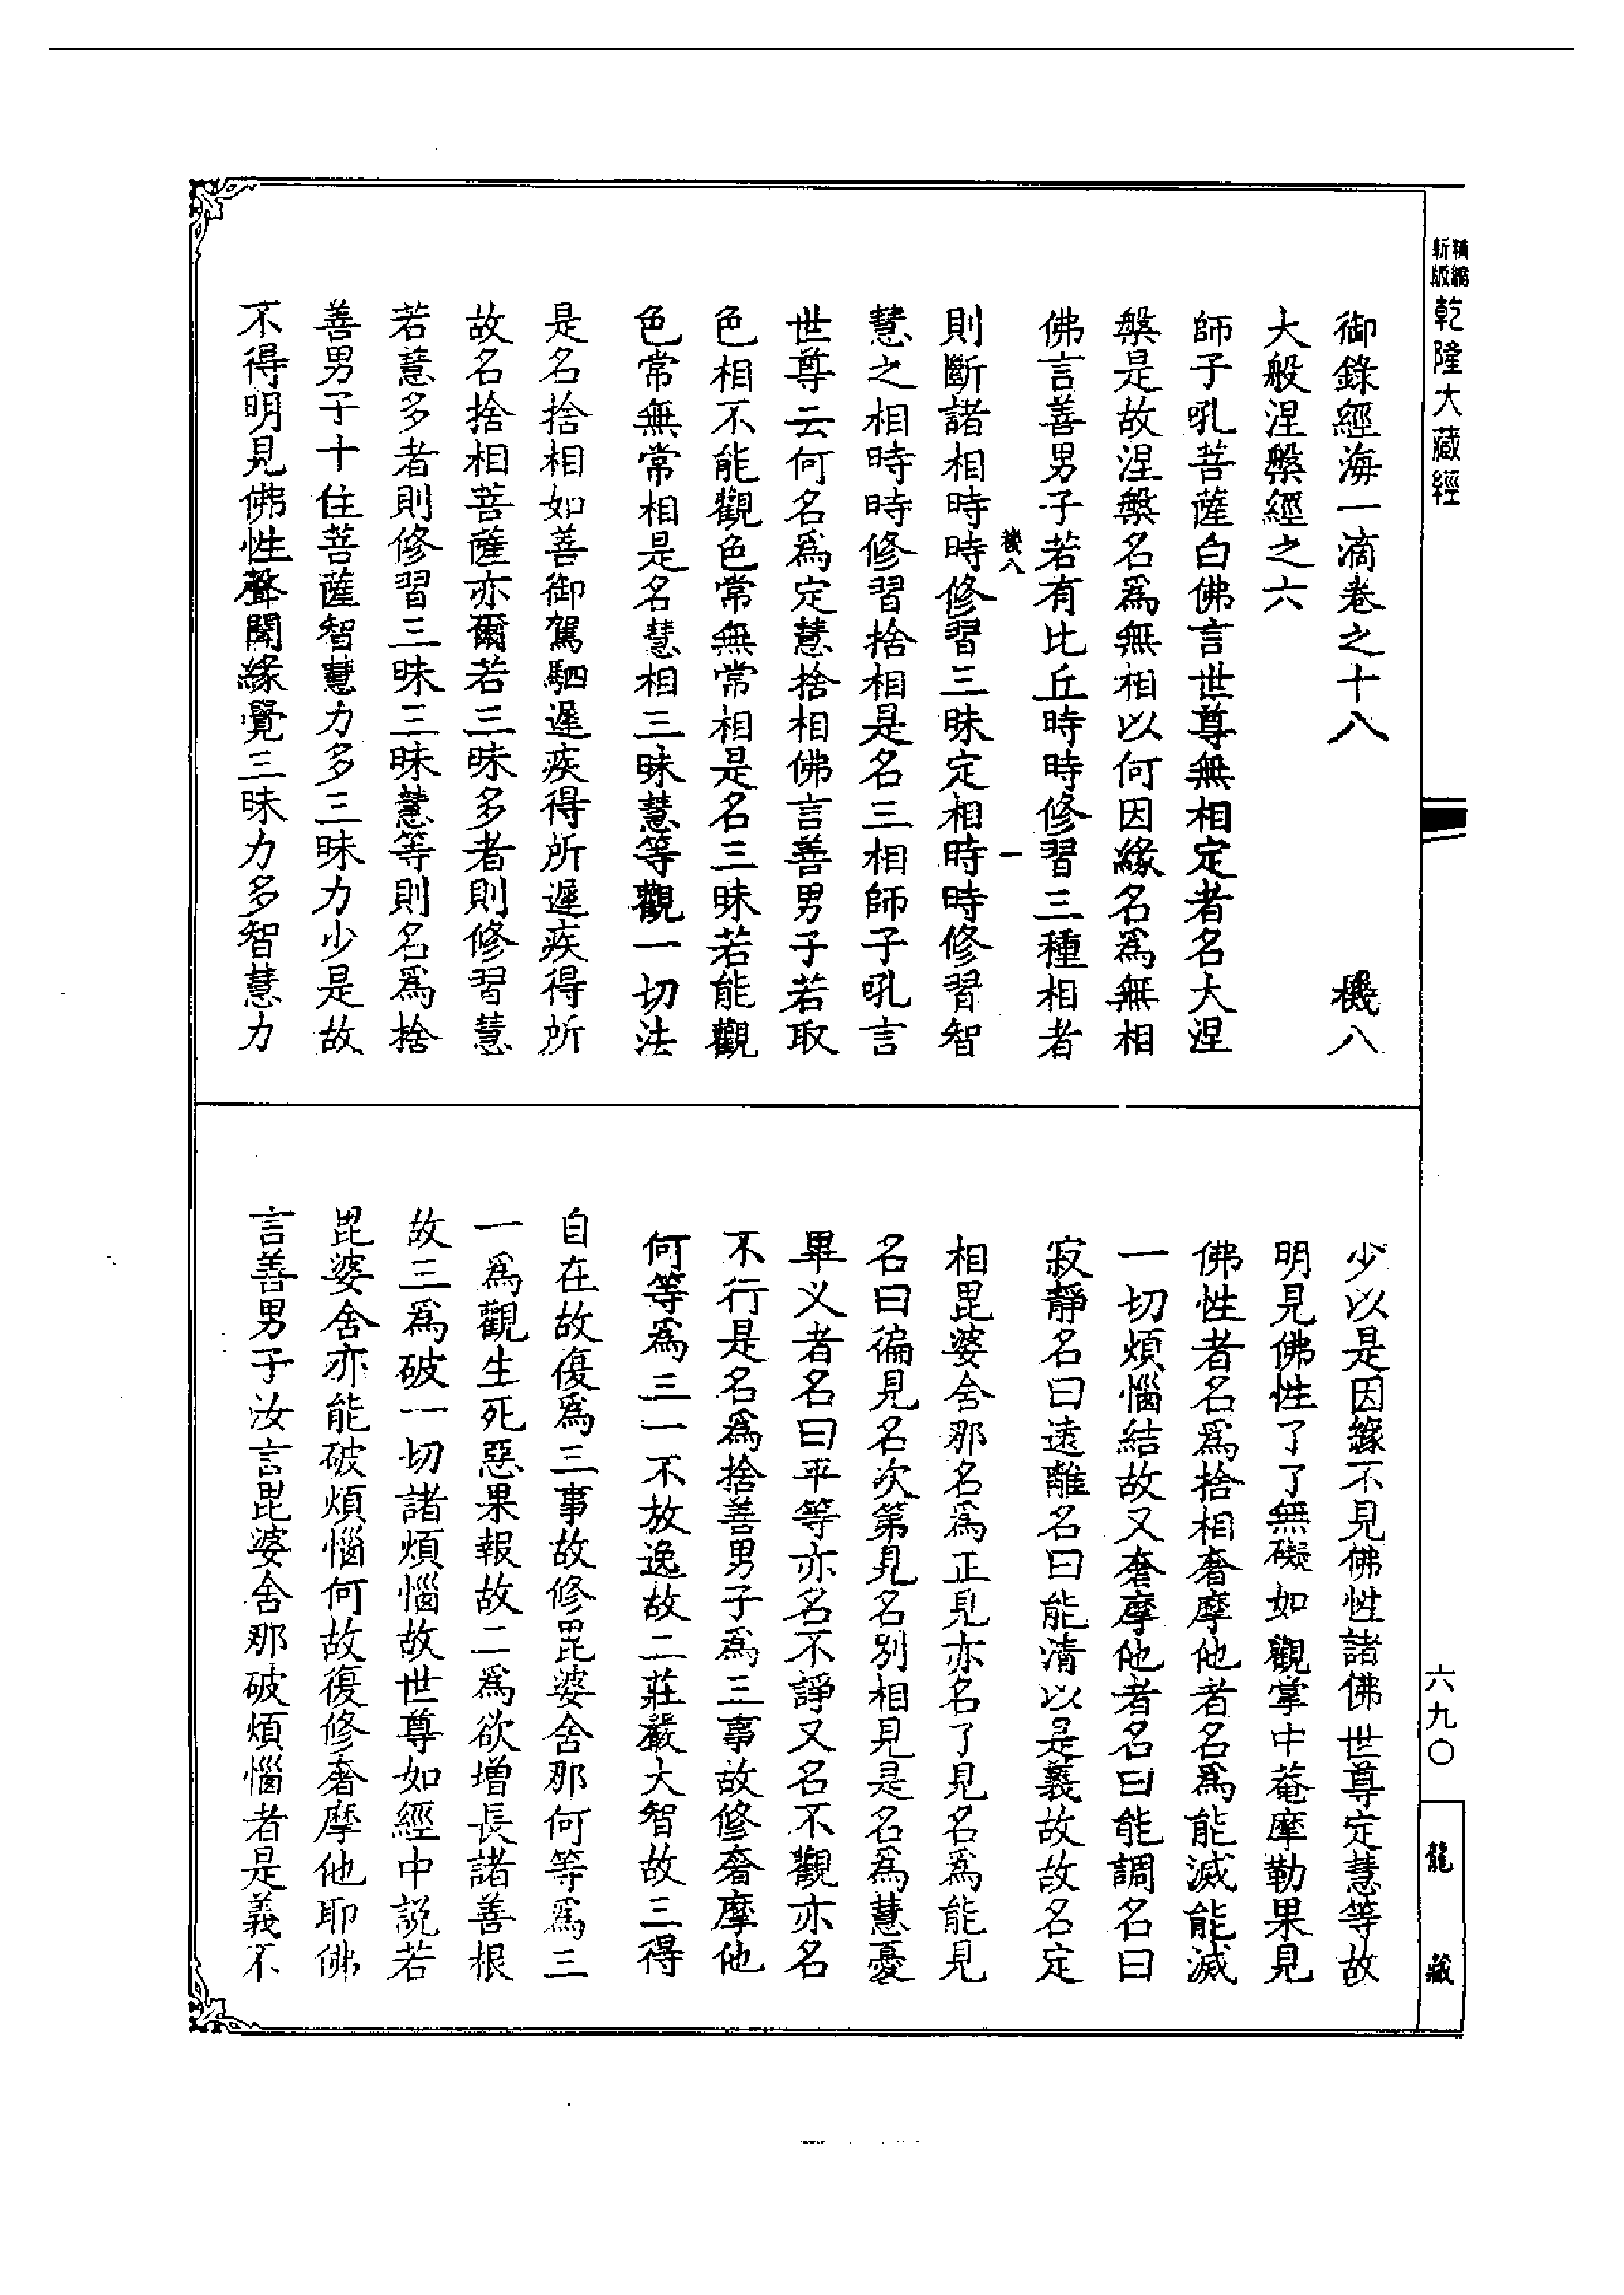 精縮
新版
乾隆大藏經
御錄經海一滴卷之十八　機八
大般涅槃經之六
師子吼菩薩白佛言世尊無相定者名大涅
槃是故涅槃名爲無相以何因緣名爲無相
佛言善男子若有比丘時時修習三種相者
機八　一
則斷諸相時時修習三昧定相時時修習智
慧之相時時修習捨相是名三相師子吼言
世尊云何名爲定慧捨相佛言善男子若取
色相不能觀色常無常相是名三昧若能觀
色常無常相是名慧相三昧慧等觀一切法
是名捨相如善御駕駟遲疾得所遲疾得所
故名捨相菩薩亦爾若三昧多者則修習慧
若慧多者則修習三昧三昧慧等則名爲捨
善男子十住菩薩智慧力多三昧力少是故
不得明見佛性聲聞緣覺三昧力多智慧力
少以是因緣不見佛性諸佛世尊定慧等故
明見佛性了了無礙如觀掌中菴摩勒果見
佛性者名爲捨相奢摩他者名爲能滅能滅
一切煩惱結故又奢摩他者名曰能調名曰
寂靜名曰遠離名曰能清以是義故故名定
相毘婆舍那名爲正見亦名了見名爲能見
名曰徧見名次第見名別相見是名爲慧憂
畢义者名曰平等亦名不諍又名不觀亦名
不行是名爲捨善男子爲三事故修奢摩他
何等爲三一不放逸故二莊嚴大智故三得
自在故復爲三事故修毘婆舍那何等爲三
一爲觀生死惡果報故二爲欲增長諸善根
故三爲破一切諸煩惱故世尊如經中說若
毘婆舍亦能破煩惱何故復修奢摩他耶佛
言善男子汝言毘婆舍那破煩惱者是義不
六九〇
龍藏